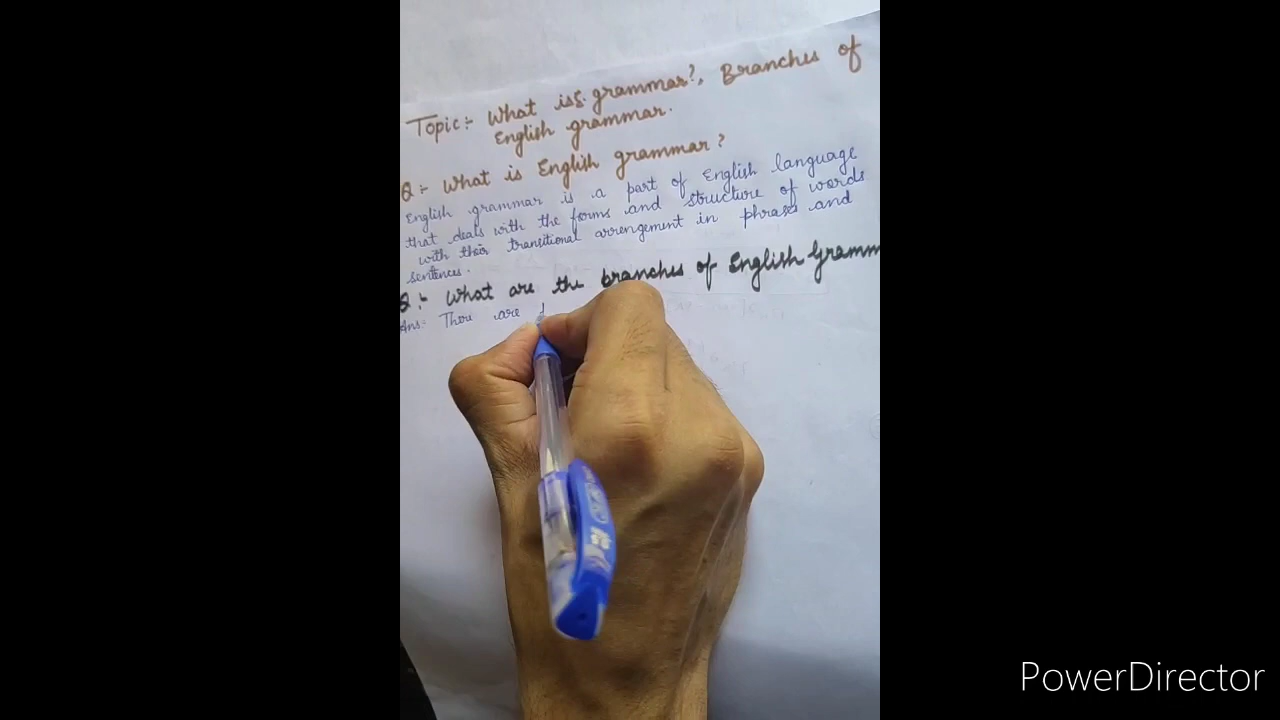 Topic:- What is grammar?, Branches of
English grammar.
Q:- What is English grammar?
English grammar is a part of English language
that deals with the forms and structure of words
with their transitional arrengement in phrases and
sentences.
Q:- What are the branches of English Gramm
Ans:- There are
PowerDirector